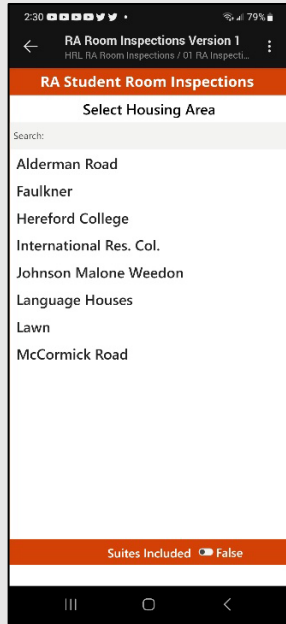 2:30
79%
RA Room Inspections Version 1
HRL RA Room Inspections / 01 RA Inspecti...
RA Student Room Inspections
Select Housing Area
Search:
Alderman Road
Faulkner
Hereford College
International Res. Col.
Johnson Malone Weedon
Language Houses
Lawn
McCormick Road
Suites Included False